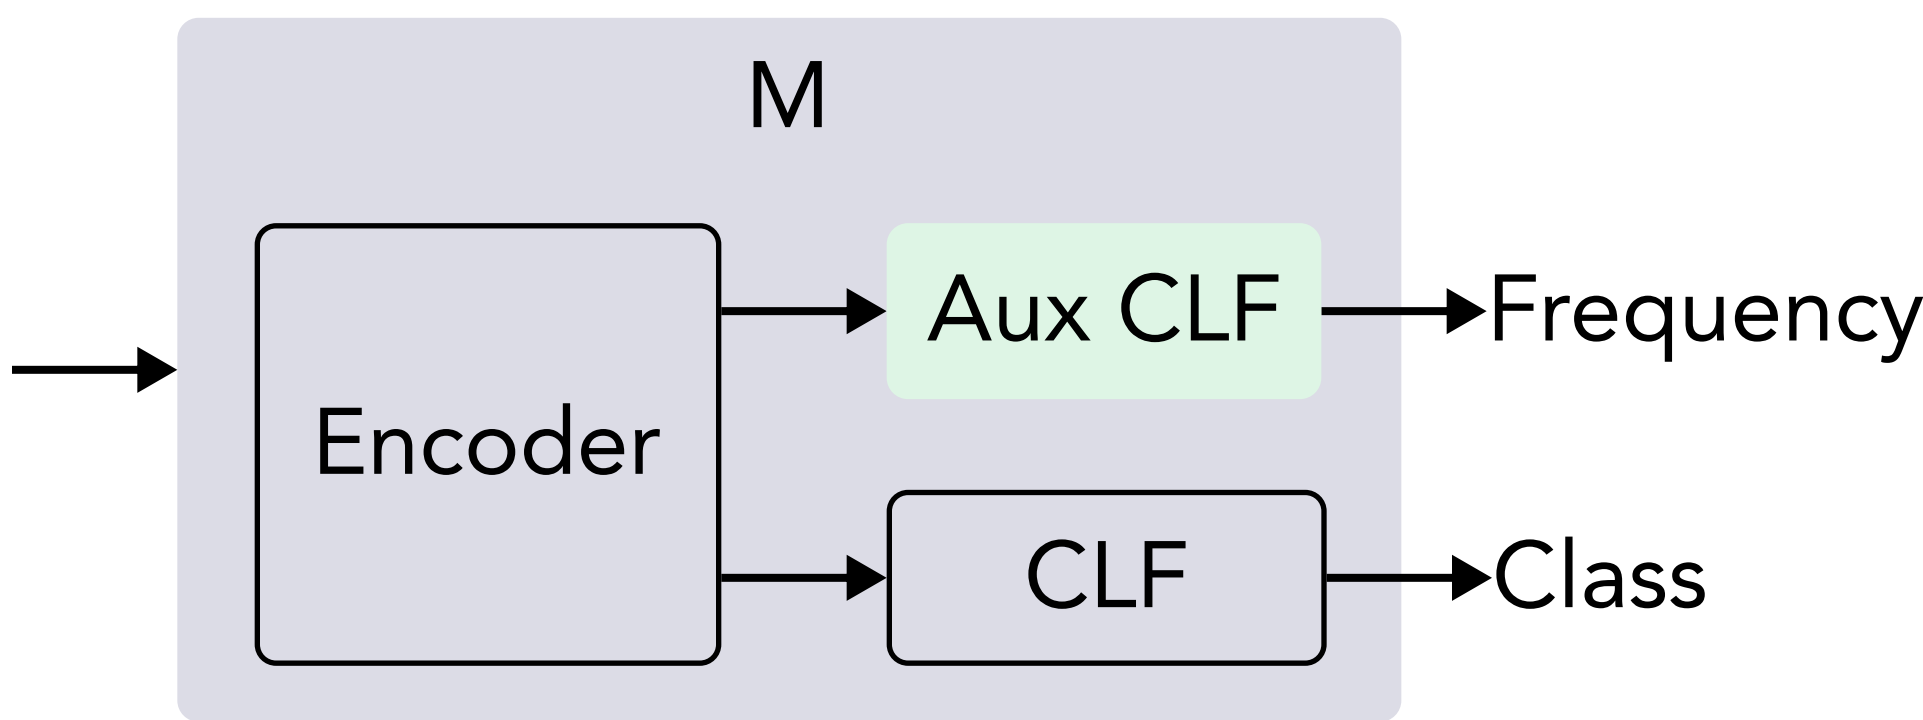 M
Aux CLF
Frequency
Encoder
CLF
Class